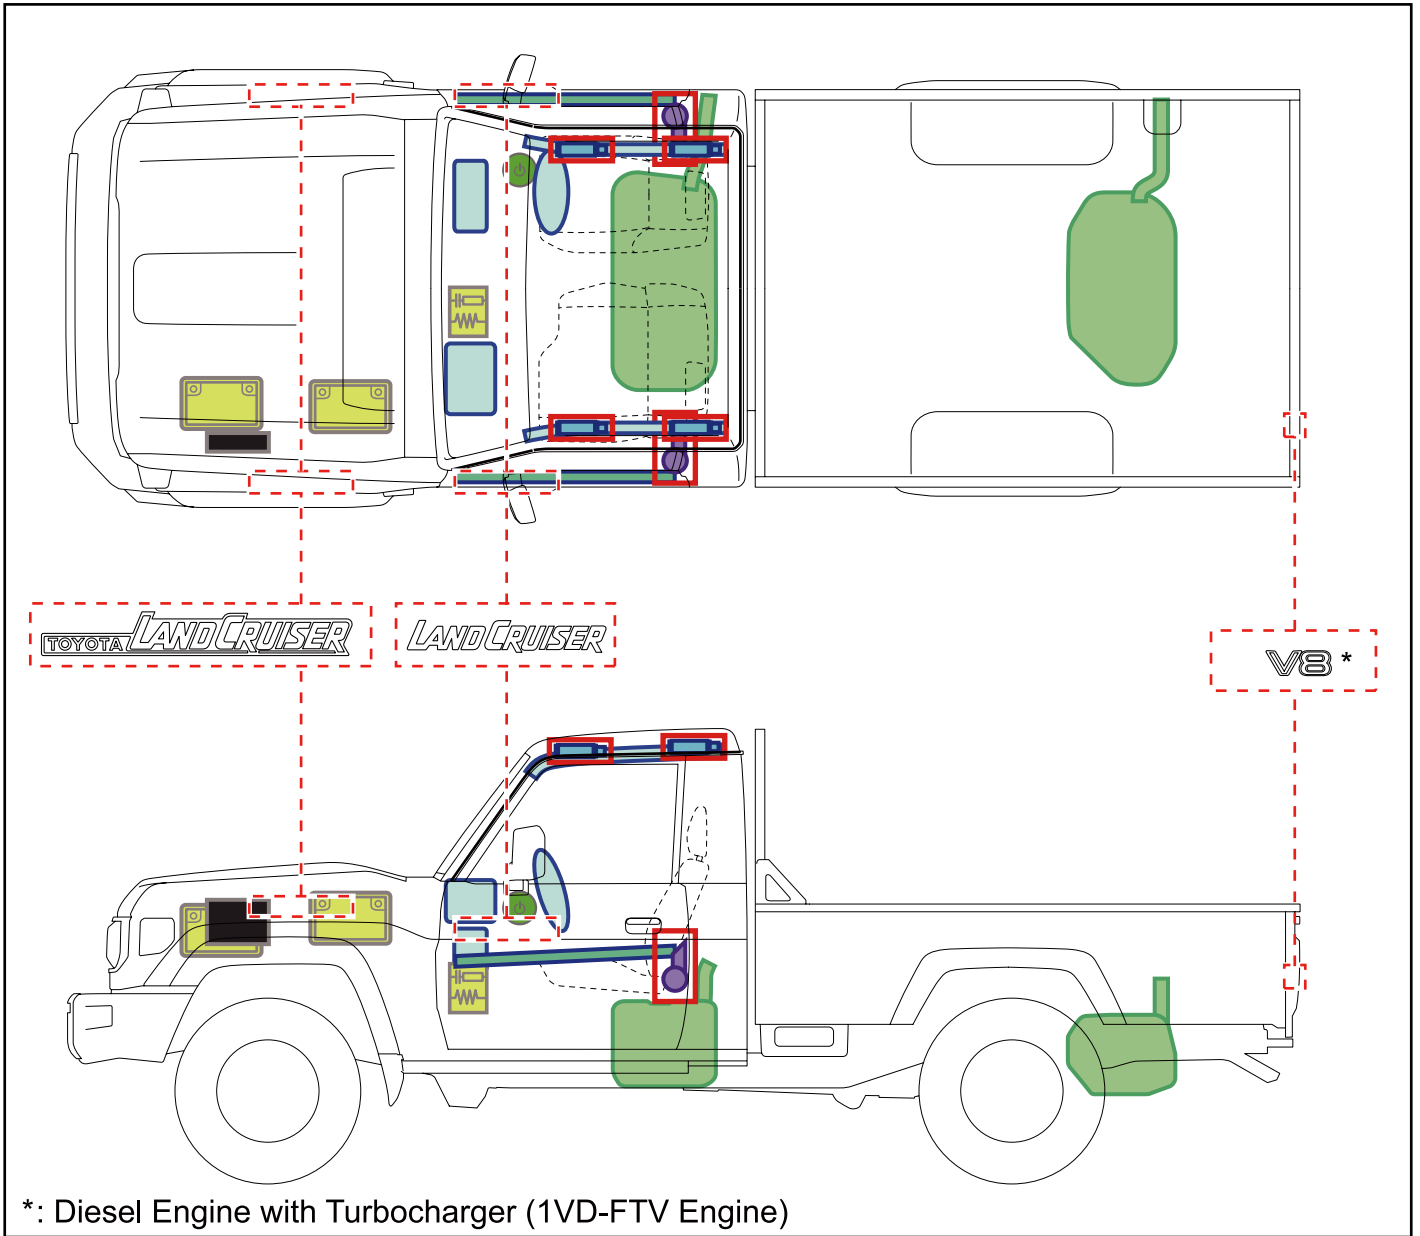 TOYOTA LAND CRUISER
LAND CRUISER
V8 *
*: Diesel Engine with Turbocharger (1VD-FTV Engine)